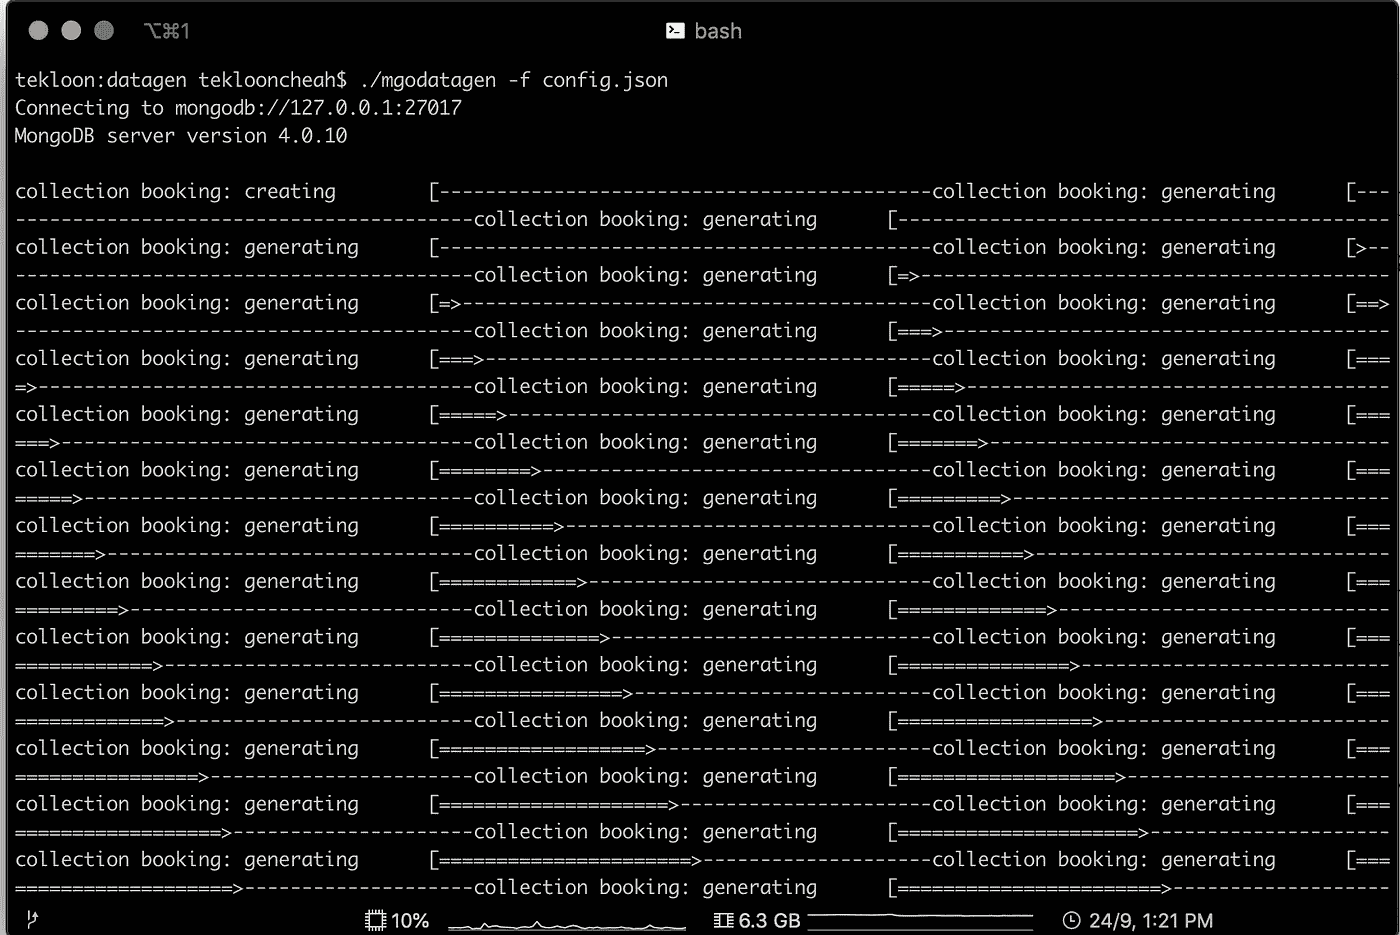 ⌥⌘1 bash
tekloon:datagen teklooncheah$ ./mgodatagen -f config.json
Connecting to mongodb://127.0.0.1:27017
MongoDB server version 4.0.10
collection booking: creating        [-------------------------------------------collection booking: generating      [---
----------------------------------------collection booking: generating      [-------------------------------------------
collection booking: generating      [-------------------------------------------collection booking: generating      [>--
----------------------------------------collection booking: generating      [=>-----------------------------------------
collection booking: generating      [=>-----------------------------------------collection booking: generating      [==>
----------------------------------------collection booking: generating      [===>---------------------------------------
collection booking: generating      [===>---------------------------------------collection booking: generating      [===
=>--------------------------------------collection booking: generating      [=====>-------------------------------------
collection booking: generating      [=====>-------------------------------------collection booking: generating      [===
===>------------------------------------collection booking: generating      [=======>-----------------------------------
collection booking: generating      [========>----------------------------------collection booking: generating      [===
=====>----------------------------------collection booking: generating      [=========>---------------------------------
collection booking: generating      [==========>--------------------------------collection booking: generating      [===
=======>--------------------------------collection booking: generating      [===========>-------------------------------
collection booking: generating      [============>------------------------------collection booking: generating      [===
=========>------------------------------collection booking: generating      [=============>-----------------------------
collection booking: generating      [==============>----------------------------collection booking: generating      [===
============>---------------------------collection booking: generating      [===============>---------------------------
collection booking: generating      [================>--------------------------collection booking: generating      [===
=============>--------------------------collection booking: generating      [=================>-------------------------
collection booking: generating      [==================>------------------------collection booking: generating      [===
================>-----------------------collection booking: generating      [===================>-----------------------
collection booking: generating      [====================>----------------------collection booking: generating      [===
==================>---------------------collection booking: generating      [=====================>---------------------
collection booking: generating      [======================>--------------------collection booking: generating      [===
===================>--------------------collection booking: generating      [=======================>-------------------
10% 6.3 GB 24/9, 1:21 PM